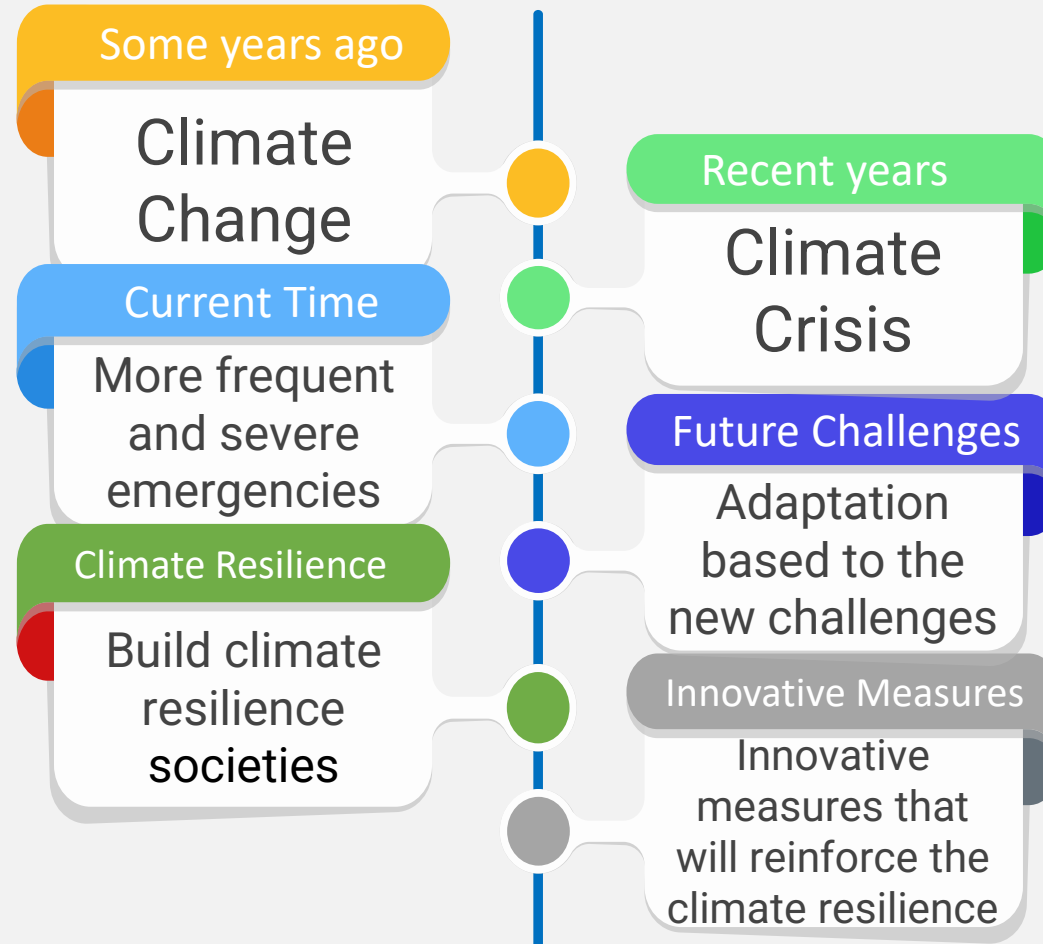 Some years ago
Climate
Change
Recent years
Climate
Crisis
Current Time
More frequent
and severe
emergencies
Future Challenges
Adaptation
based to the
new challenges
Climate Resilience
Build climate
resilience
societies
Innovative Measures
Innovative
measures that
will reinforce the
climate resilience